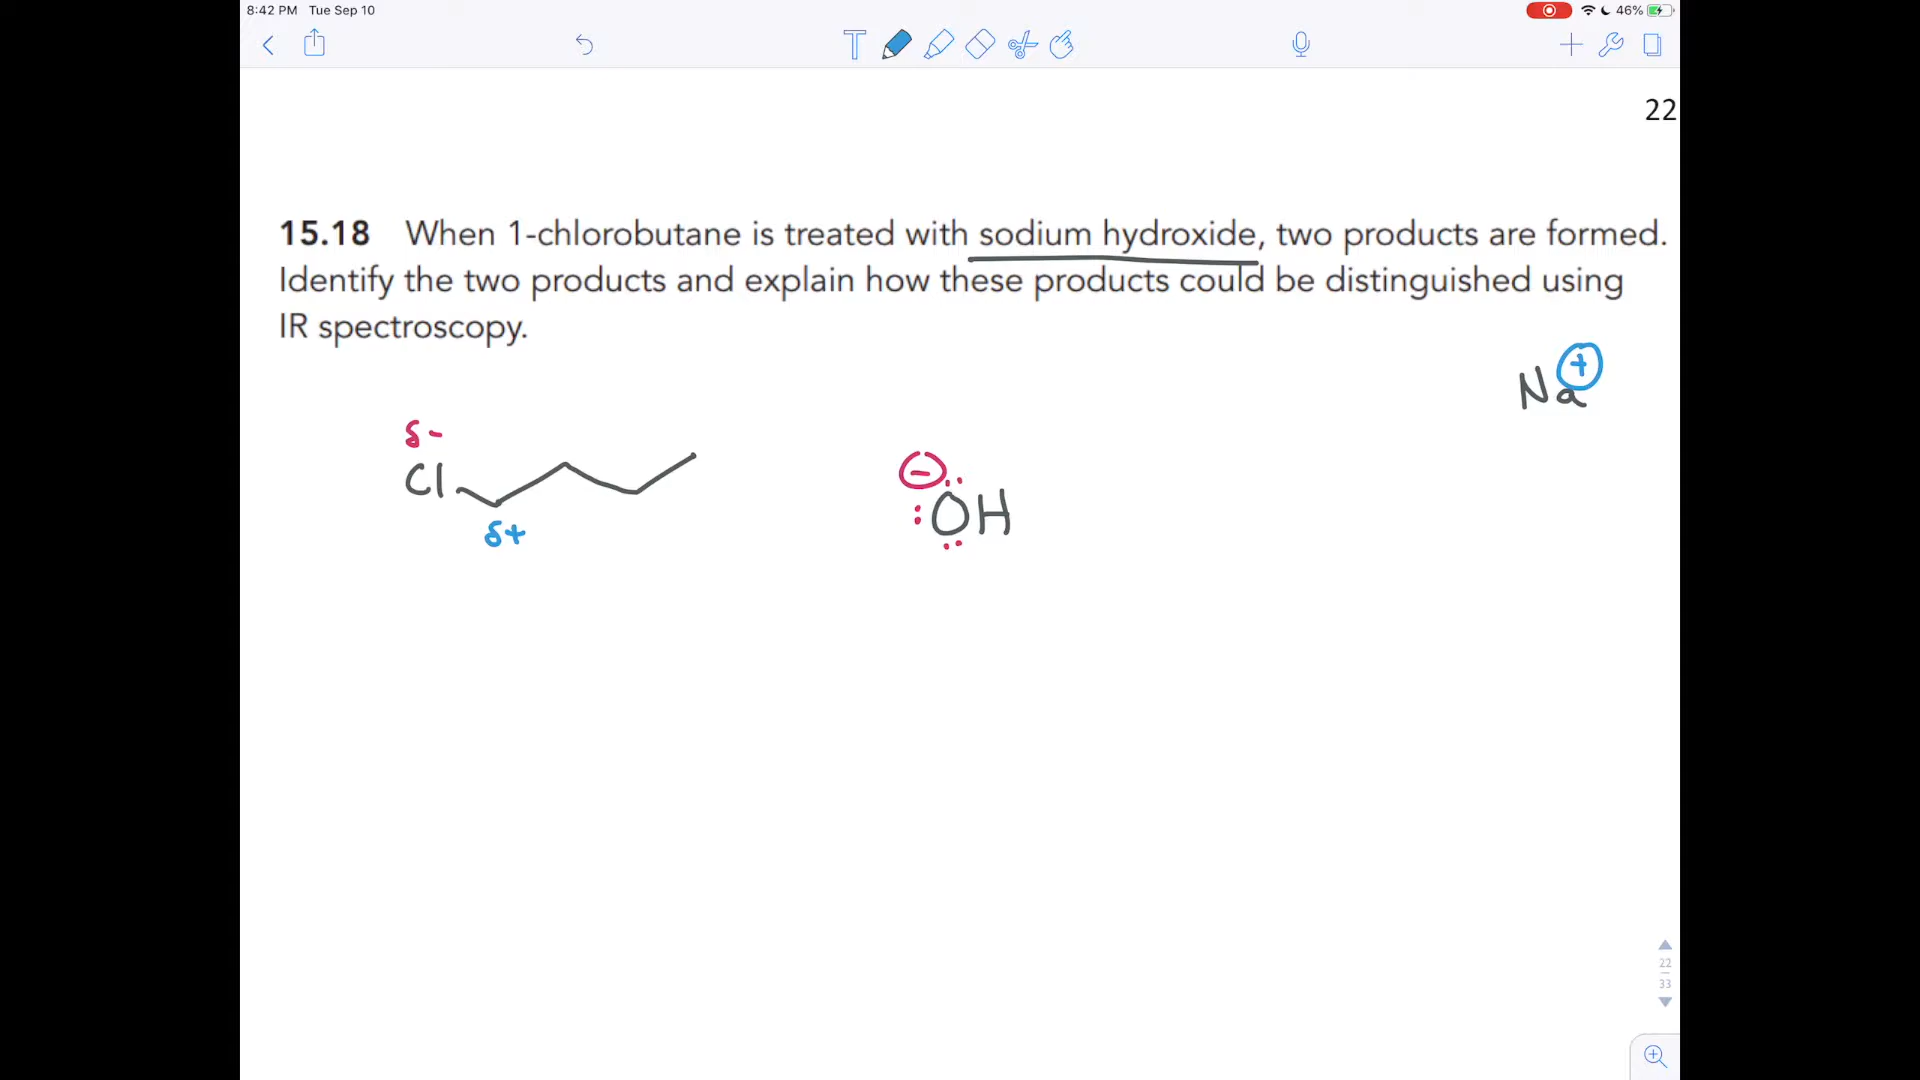 8:42 PM Tue Sep 10
46%
T
22
15.18 When 1-chlorobutane is treated with sodium hydroxide, two products are formed.
Identify the two products and explain how these products could be distinguished using
IR spectroscopy.
Na+
δ-
Cl
δ+
-
:OH
22
33